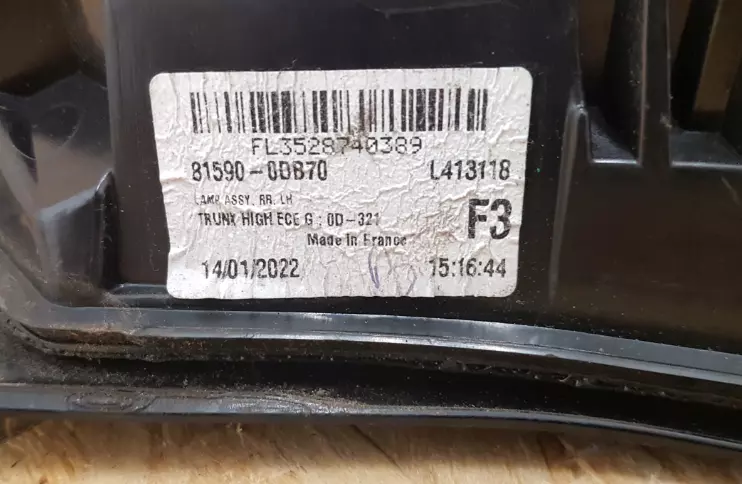 FL3528740389
81590-0DB70 L413118
LAMP ASSY, RR, LH
TRUNK HIGH ECE G : 0D-321 F3
Made in France
14/01/2022 15:16:44